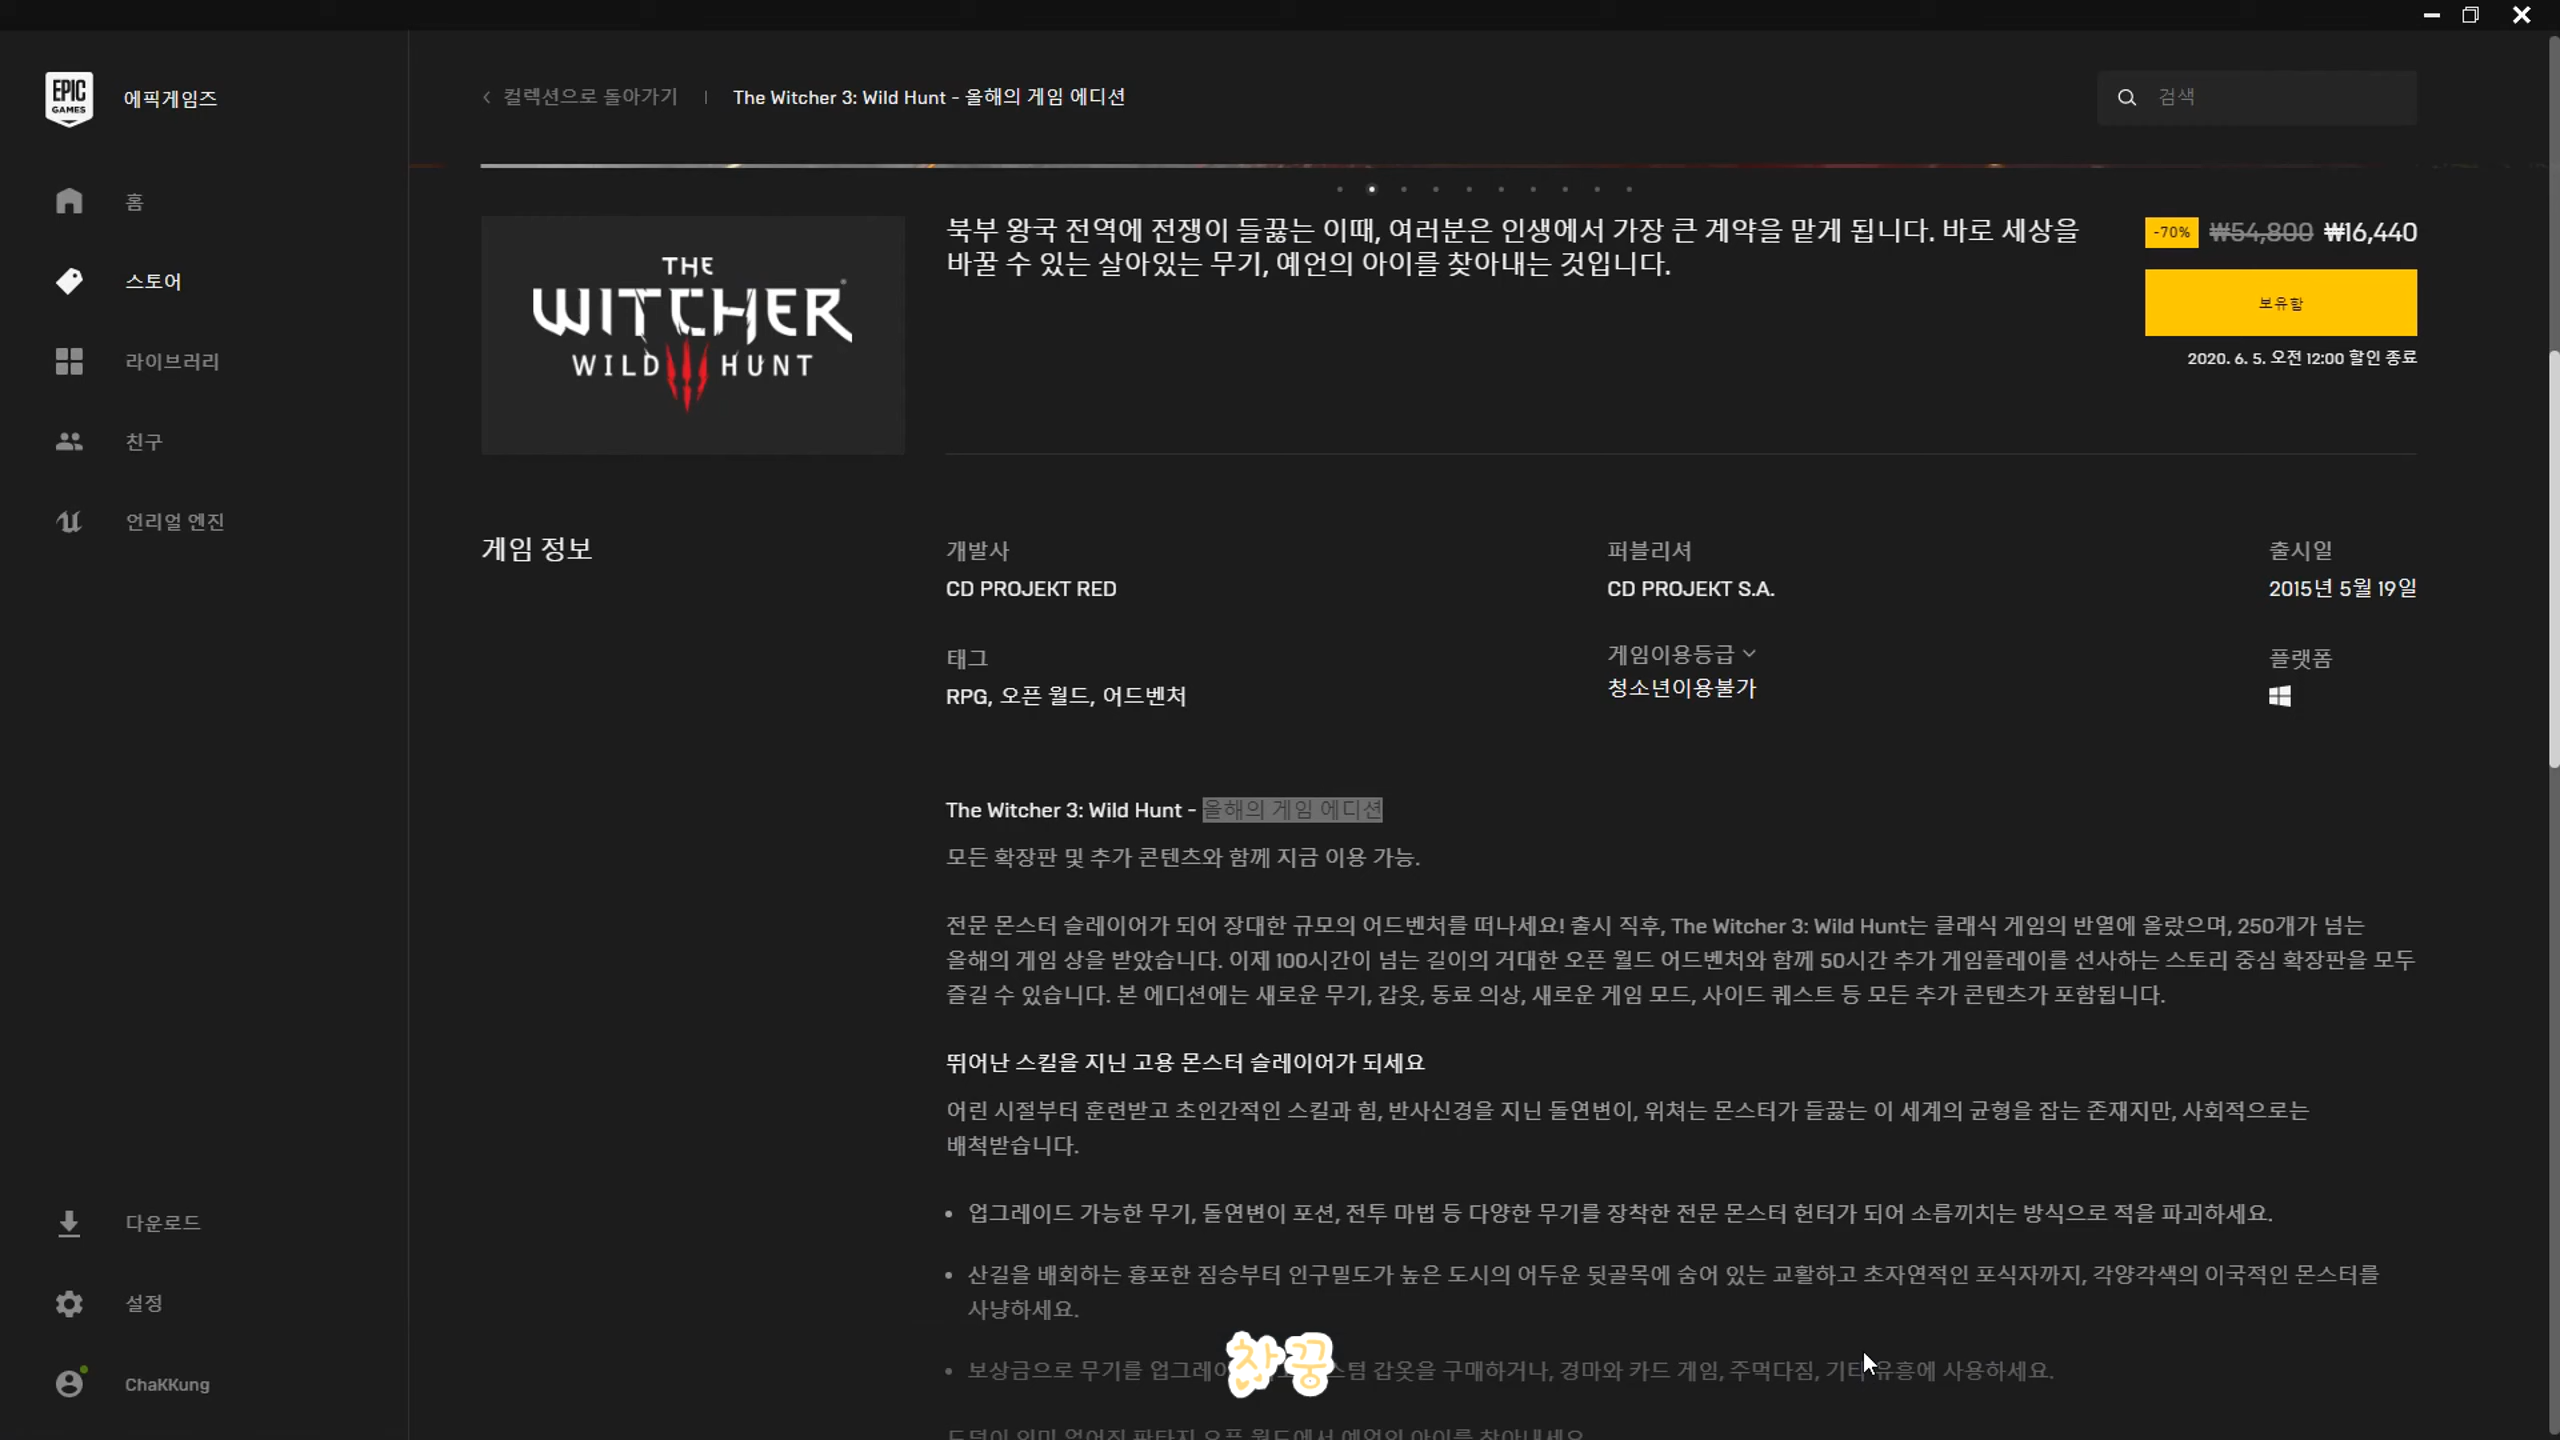 EPIC GAMES
에픽게임즈
컬렉션으로 돌아가기
The Witcher 3: Wild Hunt - 올해의 게임 에디션
검색
홈
스토어
라이브러리
친구
언리얼 엔진
THE
WITCHER
WILD HUNT
북부 왕국 전역에 전쟁이 들끓는 이때, 여러분은 인생에서 가장 큰 계약을 맡게 됩니다. 바로 세상을
바꿀 수 있는 살아있는 무기, 예언의 아이를 찾아내는 것입니다.
-70% ₩54,800 ₩16,440
보유함
2020. 6. 5. 오전 12:00 할인 종료
게임 정보
개발사
CD PROJEKT RED
퍼블리셔
CD PROJEKT S.A.
출시일
2015년 5월 19일
태그
RPG, 오픈 월드, 어드벤처
게임이용등급
청소년이용불가
플랫폼
The Witcher 3: Wild Hunt - 올해의 게임 에디션
모든 확장판 및 추가 콘텐츠와 함께 지금 이용 가능.
전문 몬스터 슬레이어가 되어 장대한 규모의 어드벤처를 떠나세요! 출시 직후, The Witcher 3: Wild Hunt는 클래식 게임의 반열에 올랐으며, 250개가 넘는
올해의 게임 상을 받았습니다. 이제 100시간이 넘는 길이의 거대한 오픈 월드 어드벤처와 함께 50시간 추가 게임플레이를 선사하는 스토리 중심 확장판을 모두
즐길 수 있습니다. 본 에디션에는 새로운 무기, 갑옷, 동료 의상, 새로운 게임 모드, 사이드 퀘스트 등 모든 추가 콘텐츠가 포함됩니다.
뛰어난 스킬을 지닌 고용 몬스터 슬레이어가 되세요
어린 시절부터 훈련받고 초인간적인 스킬과 힘, 반사신경을 지닌 돌연변이, 위쳐는 몬스터가 들끓는 이 세계의 균형을 잡는 존재지만, 사회적으로는
배척받습니다.
• 업그레이드 가능한 무기, 돌연변이 포션, 전투 마법 등 다양한 무기를 장착한 전문 몬스터 헌터가 되어 소름끼치는 방식으로 적을 파괴하세요.
• 산길을 배회하는 흉포한 짐승부터 인구밀도가 높은 도시의 어두운 뒷골목에 숨어 있는 교활하고 초자연적인 포식자까지, 각양각색의 이국적인 몬스터를
사냥하세요.
• 보상금으로 무기를 업그레이 스텀 갑옷을 구매하거나, 경마와 카드 게임, 주먹다짐, 기타 유흥에 사용하세요.
찬꿍
다운로드
설정
ChaKKung